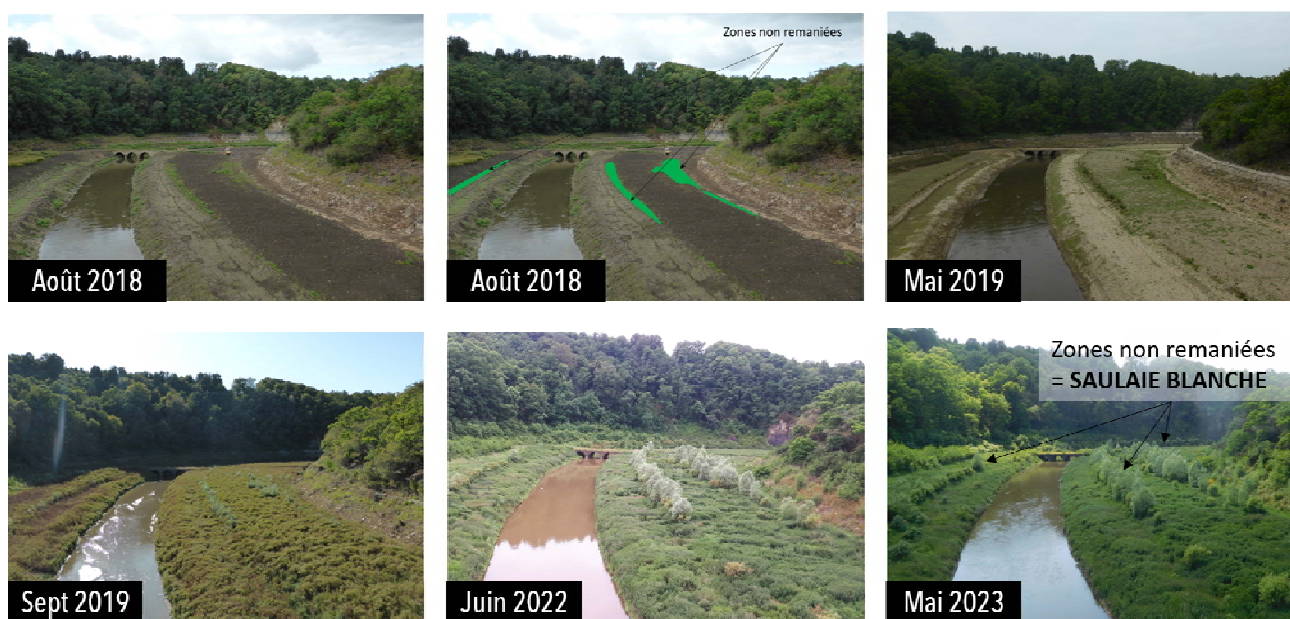 Août 2018
Zones non remaniées
Août 2018
Mai 2019
Sept 2019
Juin 2022
Zones non remaniées
= SAULAIE BLANCHE
Mai 2023